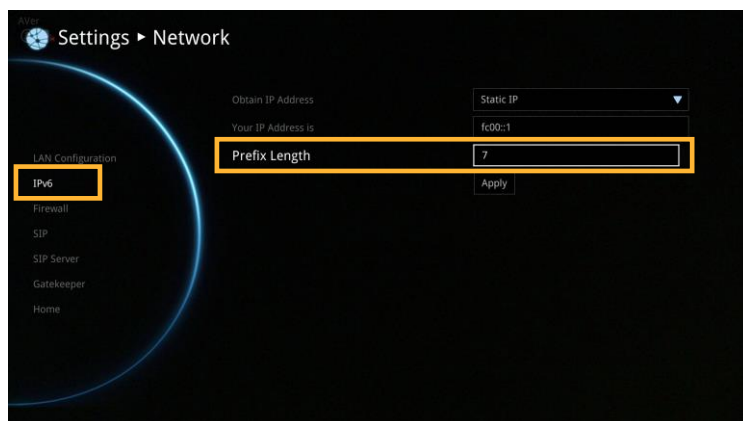 AVer
Settings ▸ Network
Obtain IP Address Static IP
Your IP Address is fc00::1
LAN Configuration
Prefix Length 7
IPv6
Apply
Firewall
SIP
SIP Server
Gatekeeper
Home